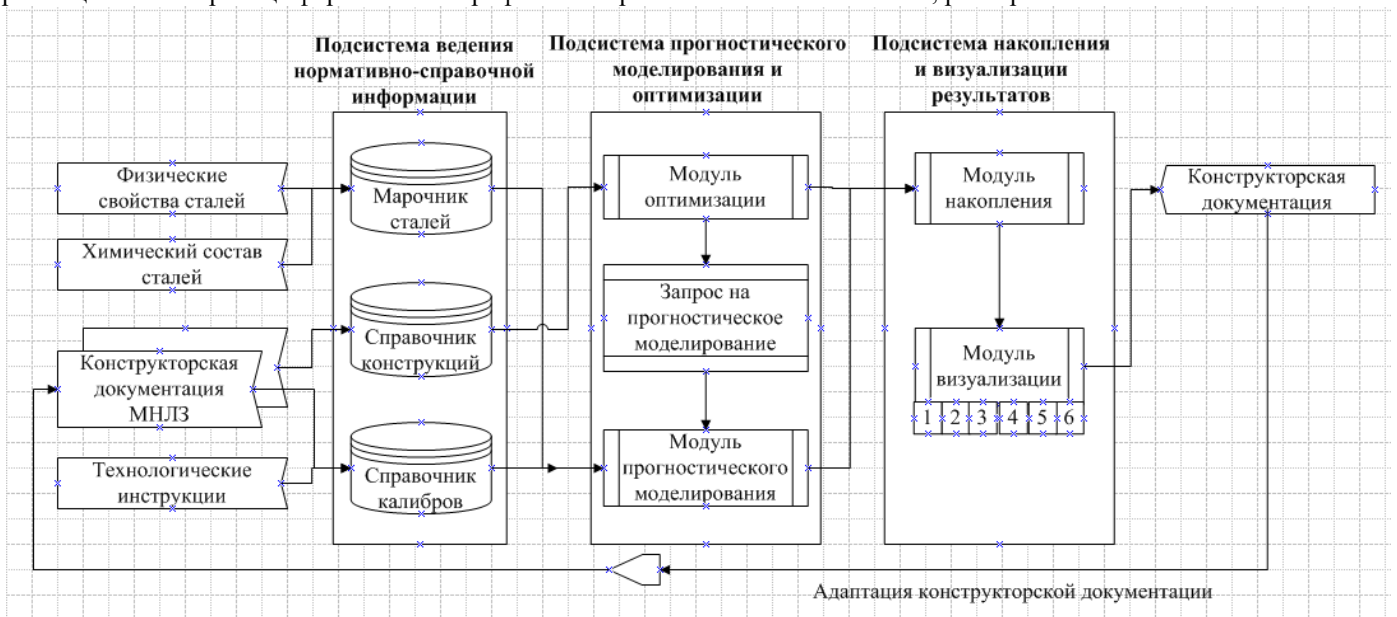 Подсистема ведения
нормативно-справочной
информации
Подсистема прогностического
моделирования и
оптимизации
Подсистема накопления
и визуализации
результатов
Физические
свойства сталей
Химический состав
сталей
Конструкторская
документация
МНЛЗ
Технологические
инструкции
Марочник
сталей
Справочник
конструкций
Справочник
калибров
Модуль
оптимизации
Запрос на
прогностическое
моделирование
Модуль
прогностического
моделирования
Модуль
накопления
Модуль
визуализации
1 2 3 4 5 6
Конструкторская
документация
Адаптация конструкторской документации